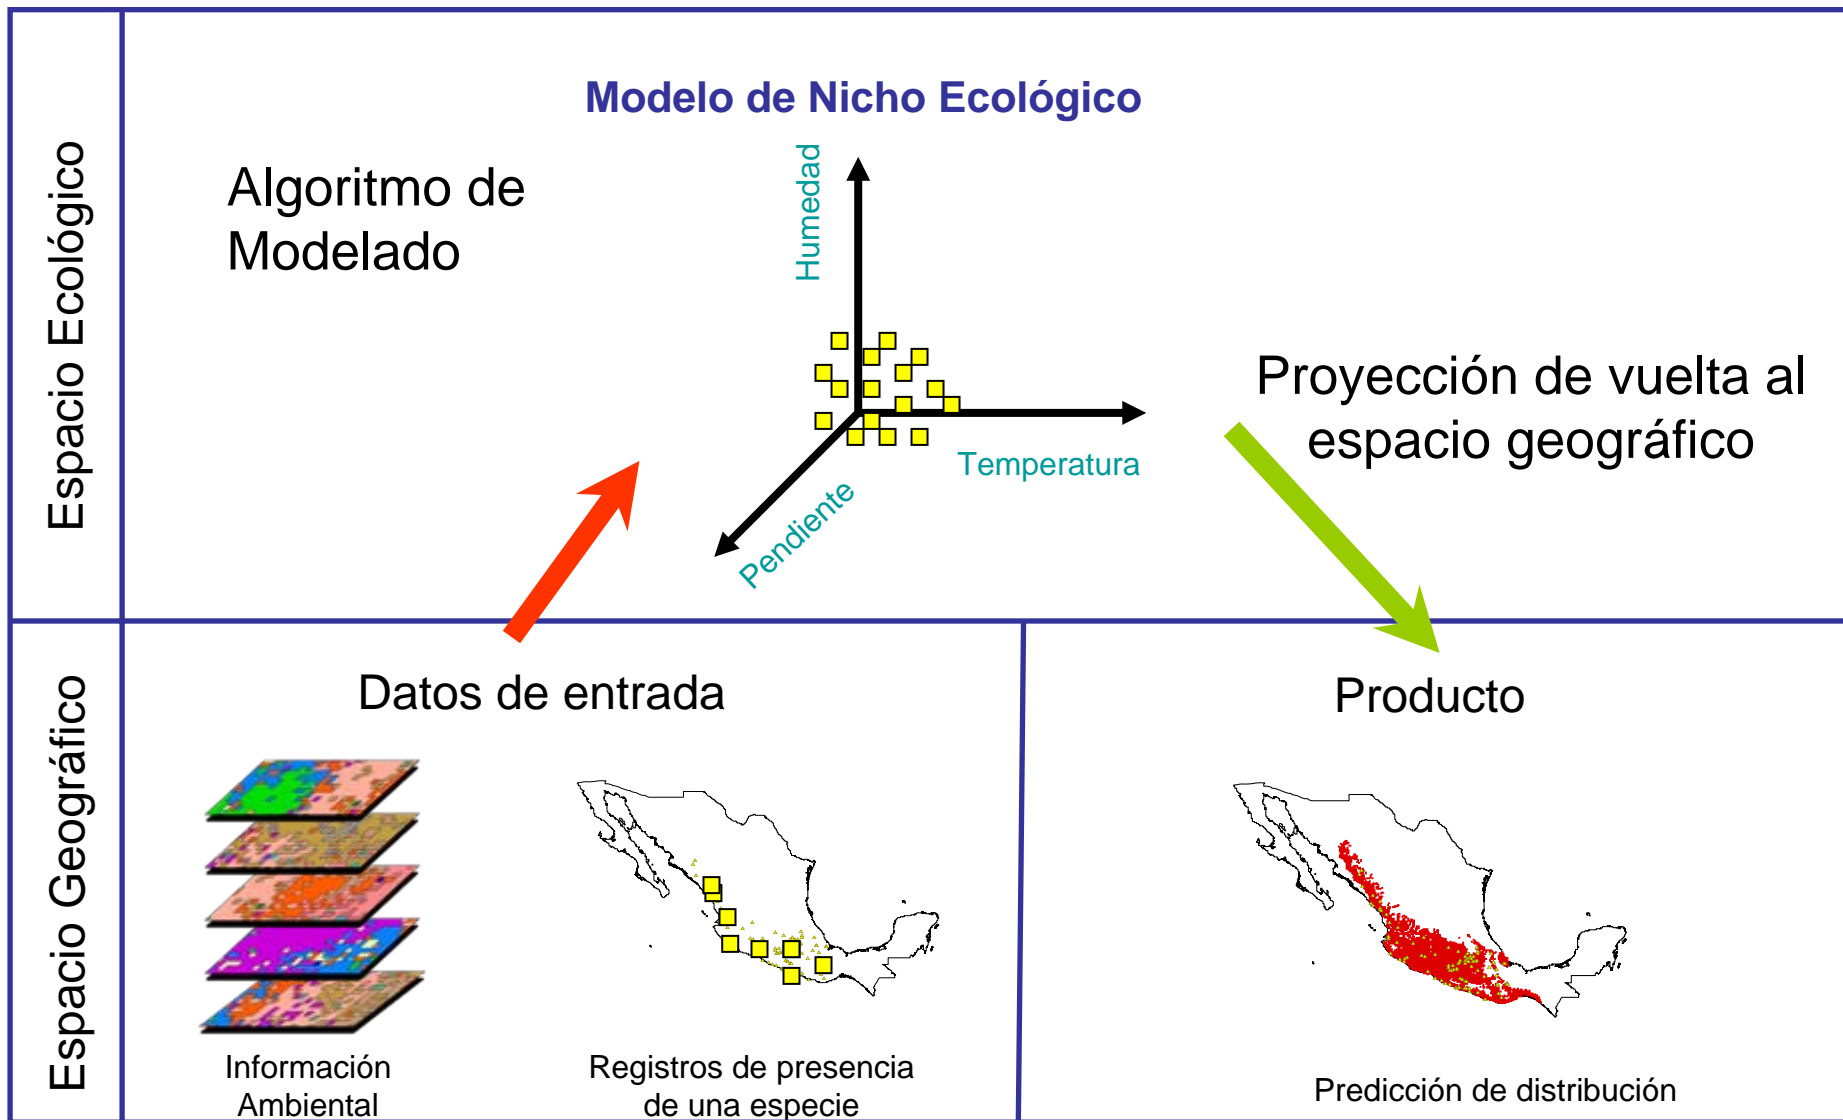 Espacio Ecológico
Modelo de Nicho Ecológico
Algoritmo de
Modelado
Humedad
Temperatura
Pendiente
Proyección de vuelta al
espacio geográfico
Espacio Geográfico
Datos de entrada
Información
Ambiental
Registros de presencia
de una especie
Producto
Predicción de distribución